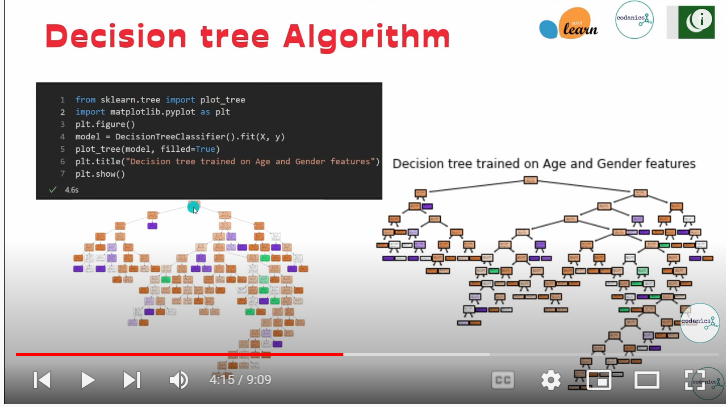 Decision tree Algorithm
learn
codanics
1 from sklearn.tree import plot_tree
2 import matplotlib.pyplot as plt
3 plt.figure()
4 model = DecisionTreeClassifier().fit(X, y)
5 plot_tree(model, filled=True)
6 plt.title("Decision tree trained on Age and Gender features")
7 plt.show()
4.6s
Decision tree trained on Age and Gender features
codanics
4:15 / 9:09
CC